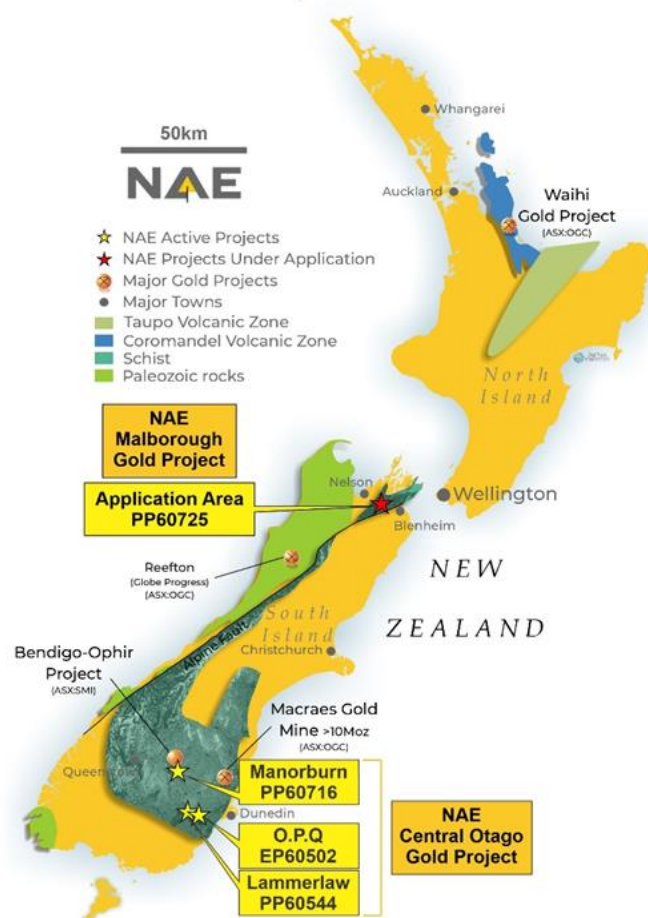 Whangarei
50km
NAE
Auckland
Waihi
Gold Project
(ASX:OGC)
NAE Active Projects
NAE Projects Under Application
Major Gold Projects
Major Towns
Taupo Volcanic Zone
Coromandel Volcanic Zone
Schist
Paleozoic rocks
North
Island
NAE
Malborough
Gold Project
Application Area
PP60725
Nelson
Wellington
Blenheim
Reefton
(Globe Progress)
(ASX:OGC)
NEW
ZEALAND
South
Island
Alpine Fault
Christchurch
Bendigo-Ophir
Project
(ASX:SMI)
Macraes Gold
Mine >10Moz
(ASX:OGC)
Manorburn
PP60716
Dunedin
O.P.Q
EP60502
Lammerlaw
PP60544
NAE
Central Otago
Gold Project